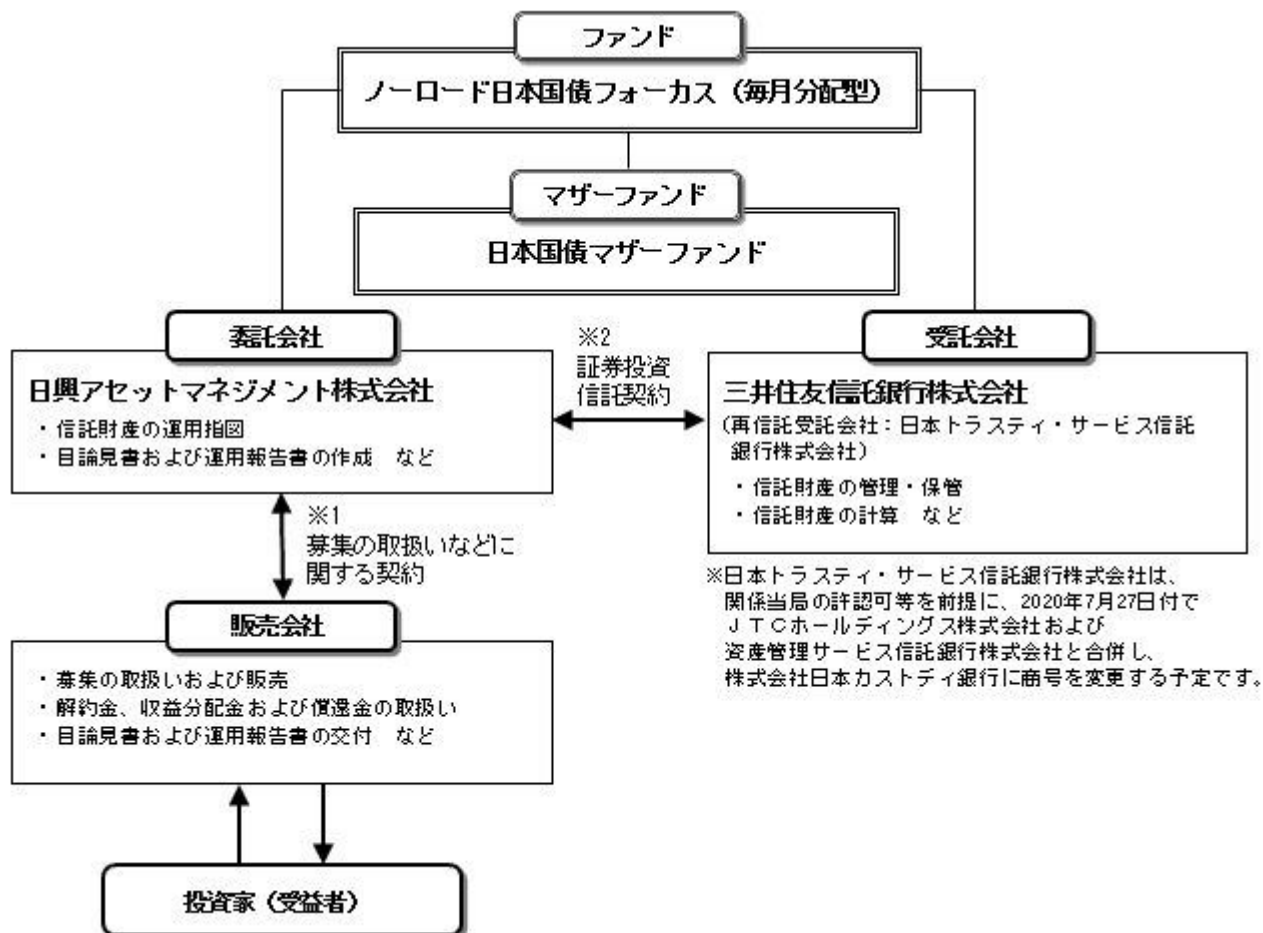 ファンド
ノーロード日本国債フォーカス（毎月分配型）
マザーファンド
日本国債マザーファンド
委託会社
日興アセットマネジメント株式会社
・信託財産の運用指図
・目論見書および運用報告書の作成　など
※2
証券投資
信託契約
受託会社
三井住友信託銀行株式会社
（再信託受託会社：日本トラスティ・サービス信託
銀行株式会社）
・信託財産の管理・保管
・信託財産の計算　など
※1
募集の取扱いなどに
関する契約
※日本トラスティ・サービス信託銀行株式会社は、
関係当局の許認可等を前提に、2020年7月27日付で
ＪＴＣホールディングス株式会社および
資産管理サービス信託銀行株式会社と合併し、
株式会社日本カストディ銀行に商号を変更する予定です。
販売会社
・募集の取扱いおよび販売
・解約金、収益分配金および償還金の取扱い
・目論見書および運用報告書の交付　など
投資家（受益者）